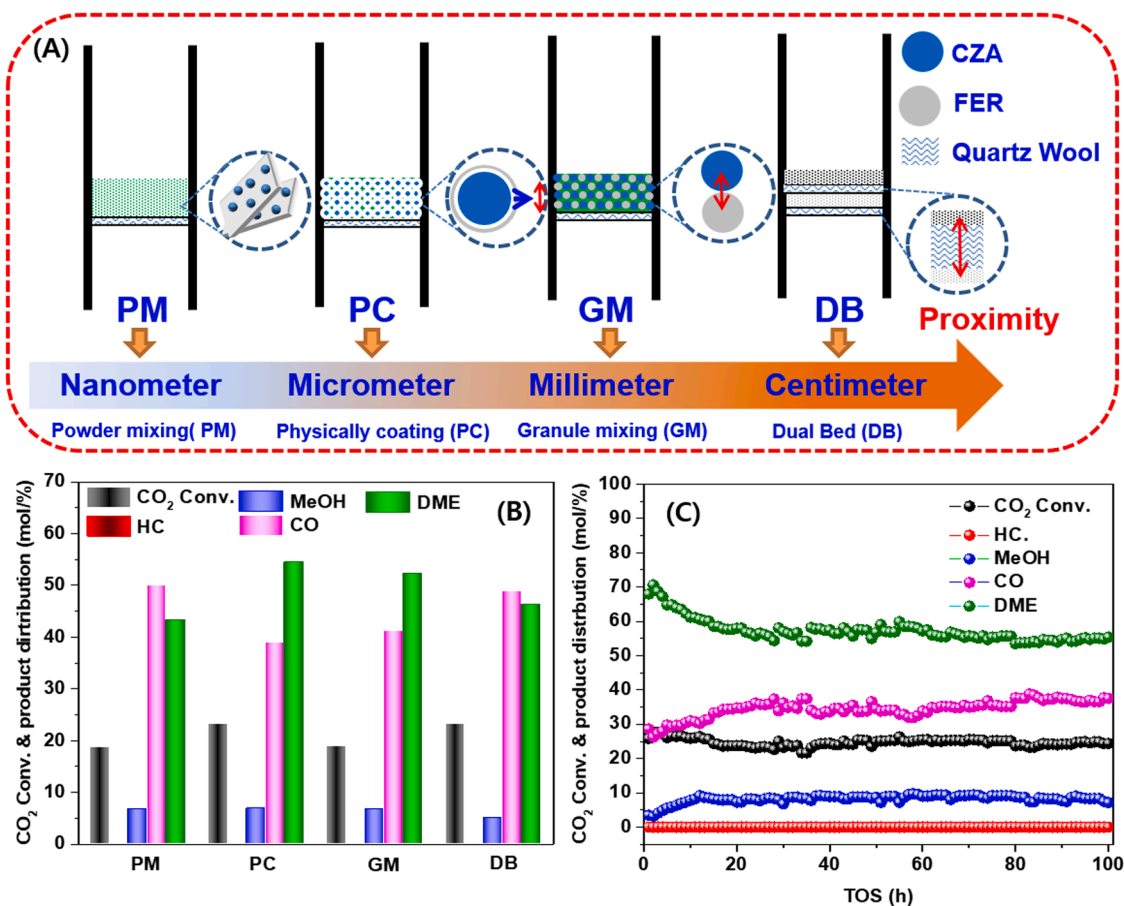 (A)
CZA
FER
Quartz Wool
PM
PC
GM
DB
Proximity
Nanometer
Micrometer
Millimeter
Centimeter
Powder mixing( PM)
Physically coating (PC)
Granule mixing (GM)
Dual Bed (DB)
CO2 Conv. & product dirtribution (mol/%)
70
60
50
40
30
20
10
0
CO2 Conv.
MeOH
DME
HC
CO
(B)
PM
PC
GM
DB
CO2 Conv. & product distrbution (mol/%)
100
90
80
70
60
50
40
30
20
10
0
(C)
CO2 Conv.
HC.
MeOH
CO
DME
0
20
40
60
80
100
TOS (h)